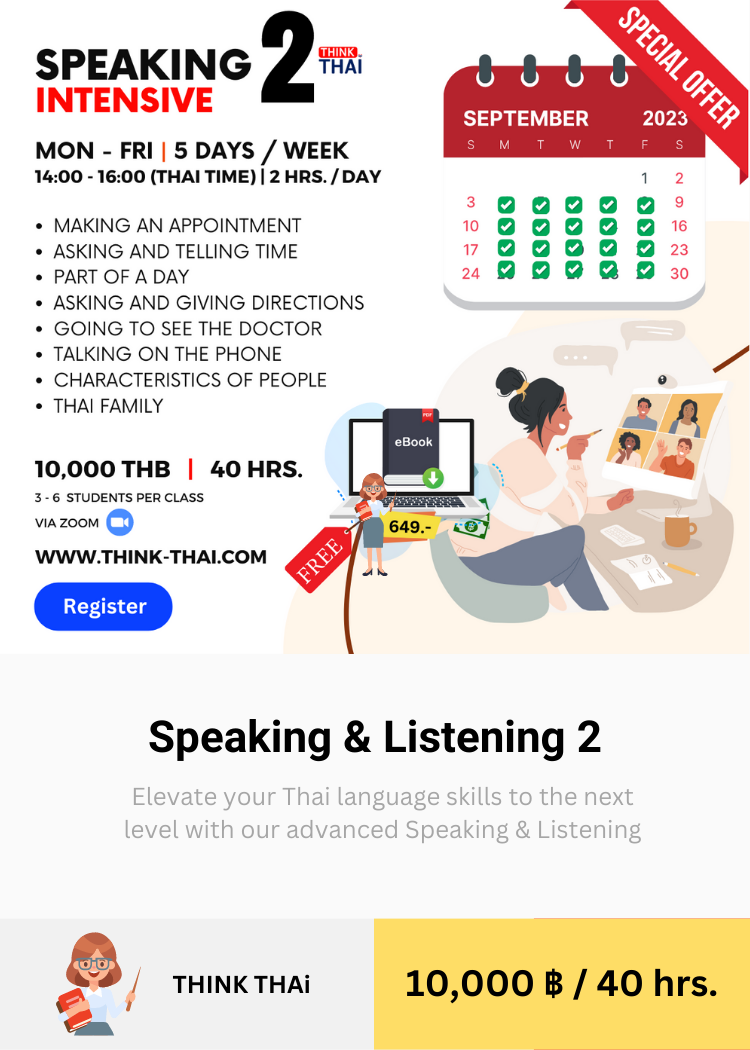 SPEAKING 2
INTENSIVE
THINK
THAI
MON - FRI | 5 DAYS / WEEK
14:00 - 16:00 (THAI TIME) | 2 HRS. / DAY
• MAKING AN APPOINTMENT
• ASKING AND TELLING TIME
• PART OF A DAY
• ASKING AND GIVING DIRECTIONS
• GOING TO SEE THE DOCTOR
• TALKING ON THE PHONE
• CHARACTERISTICS OF PEOPLE
• THAI FAMILY
10,000 THB | 40 HRS.
3 - 6 STUDENTS PER CLASS
VIA ZOOM
WWW.THINK-THAI.COM
Register
SPECIAL OFFER
SEPTEMBER 2023
S M T W T F S
1 2
3 9
10 16
17 23
24 30
PDF
eBook
649.-
FREE
Speaking & Listening 2
Elevate your Thai language skills to the next
level with our advanced Speaking & Listening
THINK THAi
10,000 ฿ / 40 hrs.